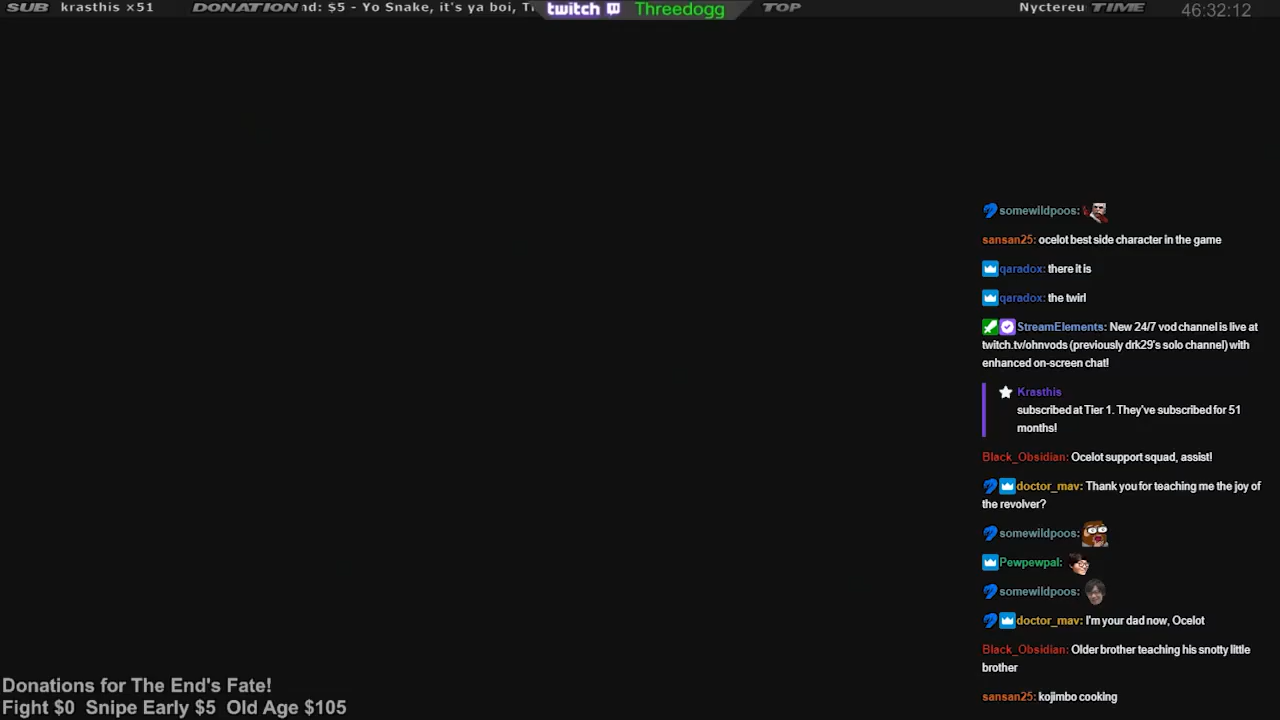 SUB krasthis x51 DONATION nd: $5 - Yo Snake, it's ya boi, twitch Threedogg TOP Nyctereu TIME 46:32:12
somewildpoos:
sansan25: ocelot best side character in the game
qaradox: there it is
qaradox: the twirl
StreamElements: New 24/7 vod channel is live at
twitch.tv/ohnvods (previously drk29's solo channel) with
enhanced on-screen chat!
Krasthis
subscribed at Tier 1. They've subscribed for 51
months!
Black_Obsidian: Ocelot support squad, assist!
doctor_mav: Thank you for teaching me the joy of
the revolver?
somewildpoos:
Pewpewpal:
somewildpoos:
doctor_mav: I'm your dad now, Ocelot
Black_Obsidian: Older brother teaching his snotty little
brother
sansan25: kojimbo cooking
Donations for The End's Fate!
Fight $0 Snipe Early $5 Old Age $105